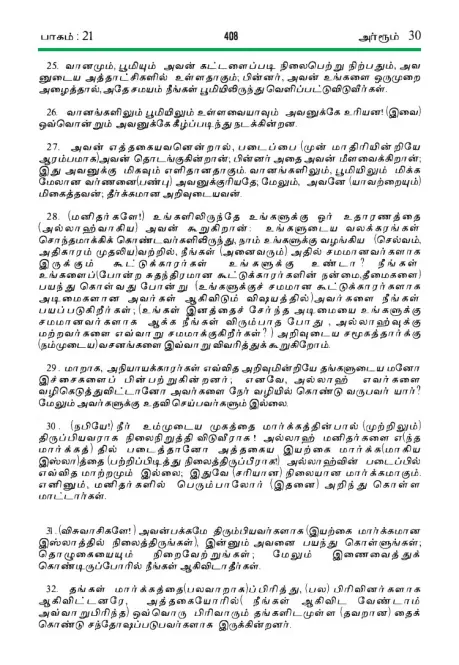 பாகம் : 21 408 அர்ரூம் 30
25. வானமும், பூமியும் அவன் கட்டளைப்படி நிலைபெற்று நிற்பதும், அவ
னுடைய அத்தாட்சிகளில் உள்ளதாகும்; பின்னர், அவன் உங்களை ஒருமுறை
அழைத்தால், அதே சமயம் நீங்கள் பூமியிலிருந்து வெளிப்பட்டுவிடுவீர்கள்.
26. வானங்களிலும் பூமியிலும் உள்ளவையாவும் அவனுக்கே உரியன! (இவை)
ஒவ்வொன்றும் அவனுக்கே கீழ்ப்படிந்து நடக்கின்றன.
27. அவன் எத்தகையவனென்றால், படைப்பை (முன் மாதிரியின்றியே
ஆரம்பமாக)அவன் தொடங்குகின்றான்; பின்னர் அதை அவன் மீளவைக்கின்றான்;
இது அவனுக்கு மிகவும் எளிதானதாகும். வானங்களிலும், பூமியிலும் மிக்க
மேலான வர்ணனை(பண்பு) அவனுக்குரியதே; மேலும், அவனே (யாவற்றையும்)
மிகைத்தவன்; தீர்க்கமான அறிவுடையவன்.
28. (மனிதர்களே!) உங்களிலிருந்தே உங்களுக்கு ஓர் உதாரணத்தை
(அல்லாஹ்வாகிய) அவன் கூறுகிறான்: உங்களுடைய வலக்கரங்கள்
சொந்தமாக்கிக் கொண்டவர்களிலிருந்து, நாம் உங்களுக்கு வழங்கிய (செல்வம்,
அதிகாரம் முதலிய)வற்றில், நீங்கள் (அனைவரும்) அதில் சமமானவர்களாக
இருக்கும் கூட்டுக்காரர்கள் உங்களுக்கு உண்டா? நீங்கள்
உங்களைப்(போன்ற சுதந்திரமான கூட்டுக்காரர்களின் நன்மை,தீமைகளை)
பயந்து கொள்வது போன்று (உங்களுக்குச் சமமான கூட்டுக்காரர்களாக
அடிமைகளான அவர்கள் ஆகிவிடும் விஷயத்தில்)அவர்களை நீங்கள்
பயப்படுகிறீர்கள்; (உங்கள் இனத்தைச் சேர்ந்த அடிமையை உங்களுக்கு
சமமானவர்களாக ஆக்க நீங்கள் விரும்பாத போது , அல்லாஹ்வுக்கு
மற்றவர்களை எவ்வாறு சமமாக்குகிறீர்கள்? ) அறிவுடைய சமூகத்தார்க்கு
(நம்முடைய)வசனங்களை இவ்வாறு விவரித்துக் கூறுகிறோம்.
29. மாறாக, அநியாயக்காரர்கள் எவ்வித அறிவுமின்றியே தங்களுடைய மனோ
இச்சைகளைப் பின்பற்றுகின்றனர்; எனவே, அல்லாஹ் எவர்களை
வழிகெடுத்துவிட்டானோ அவர்களை நேர் வழியில் கொண்டு வருபவர் யார்?
மேலும் அவர்களுக்கு உதவி செய்பவர்களும் இல்லை.
30. (நபியே!) நீர் உம்முடைய முகத்தை மார்க்கத்தின்பால் (முற்றிலும்)
திருப்பியவராக நிலைநிறுத்தி விடுவீராக! அல்லாஹ் மனிதர்களை எ(ந்த
மார்க்கத்) தில் படைத்தானோ அத்தகைய இயற்கை மார்க்க(மாகிய
இஸ்லா)த்தை (பற்றிப்பிடித்து நிலைத்திருப்பீராக!) அல்லாஹ்வின் படைப்பில்
எவ்வித மாற்றமும் இல்லை; இதுவே (சரியான) நிலையான மார்க்கமாகும்
எனினும், மனிதர்களில் பெரும்பாலோர் (இதனை) அறிந்து கொள்ள
மாட்டார்கள்.
31.(விசுவாசிகளே! ) அவன்பக்கமே திரும்பியவர்களாக (இயற்கை மார்க்கமான
இஸ்லாத்தில் நிலைத்திருங்கள்), இன்னும் அவனை பயந்து கொள்ளுங்கள்;
தொழுகையையும் நிறைவேற்றுங்கள்; மேலும் இணைவைத்துக்
கொண்டிருப்போரில் நீங்கள் ஆகிவிடாதீர்கள்.
32. தங்கள் மார்க்கத்தை(பலவாறாக)ப்பிரித்து, (பல) பிரிவினர்களாக
ஆகிவிட்டனரே, அத்தகையோரில்( நீங்கள் ஆகிவிட வேண்டாம்
அவ்வாறுபிரிந்த) ஒவ்வொரு பிரிவாரும் தங்களிடமுள்ள (தவறான) தைக்
கொண்டு சந்தோஷப்படுபவர்களாக இருக்கின்றனர்.